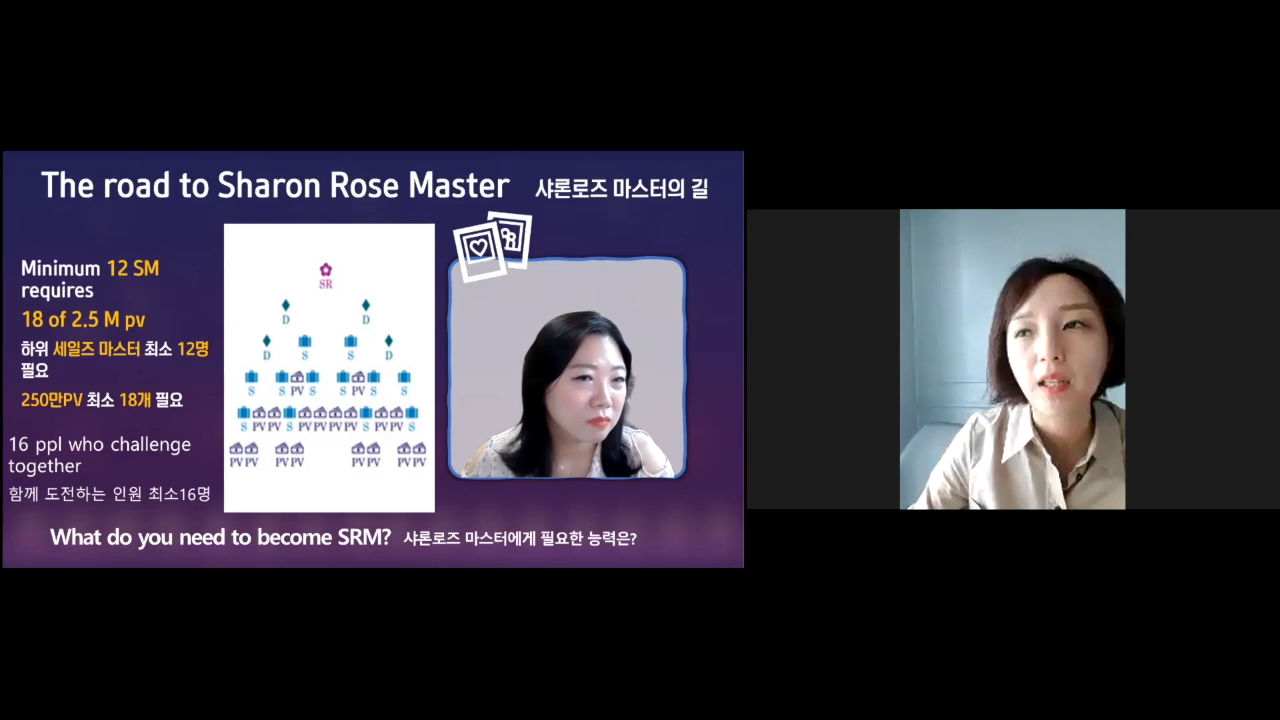 The road to Sharon Rose Master 샤론로즈 마스터의 길
Minimum 12 SM
requires
18 of 2.5 M pv
하위 세일즈 마스터 최소 12명
필요
250만PV 최소 18개 필요
16 ppl who challenge
together
함께 도전하는 인원 최소16명
SR
D D
D S S D
S S PV S S PV S S
S PV PV S PV PV PV PV S PV PV S
PV PV PV PV PV PV PV PV
What do you need to become SRM? 샤론로즈 마스터에게 필요한 능력은?